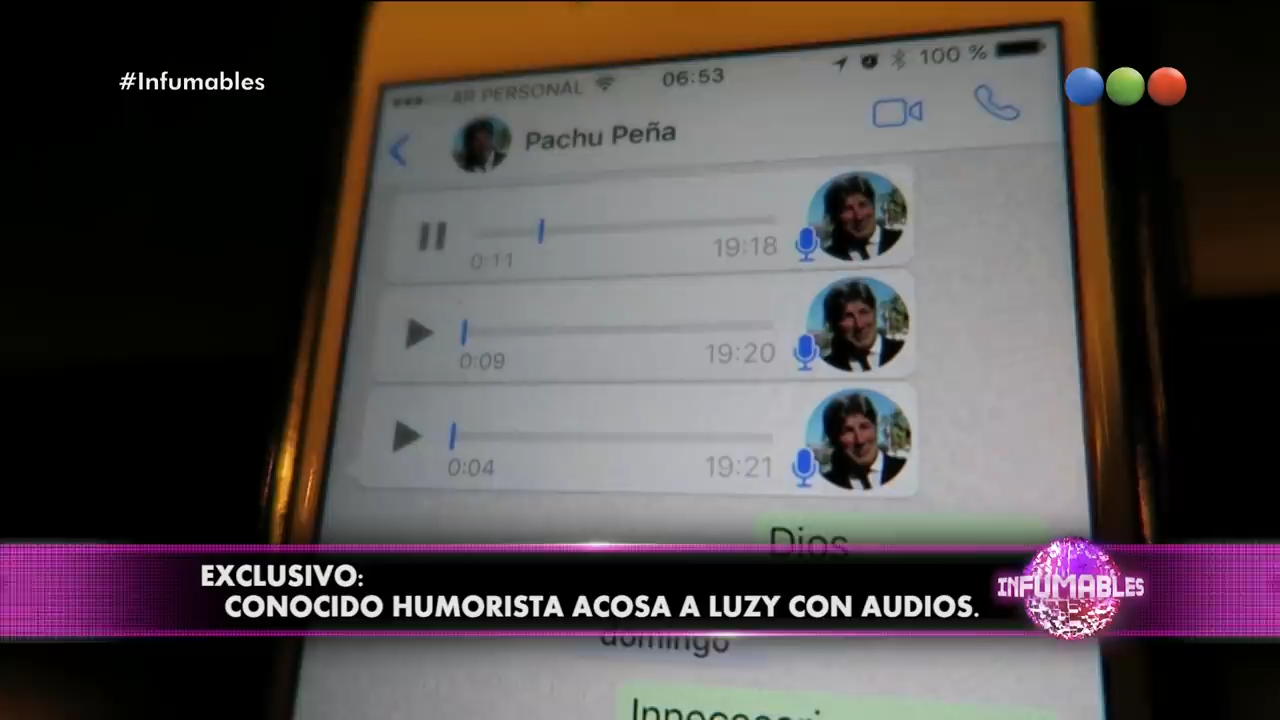 #Infumables
AR PERSONAL 06:53 100 %
Pachu Peña
0:11 19:18
0:09 19:20
0:04 19:21
Dios
EXCLUSIVO:
CONOCIDO HUMORISTA ACOSA A LUZY CON AUDIOS.
INFUMABLES
domingo